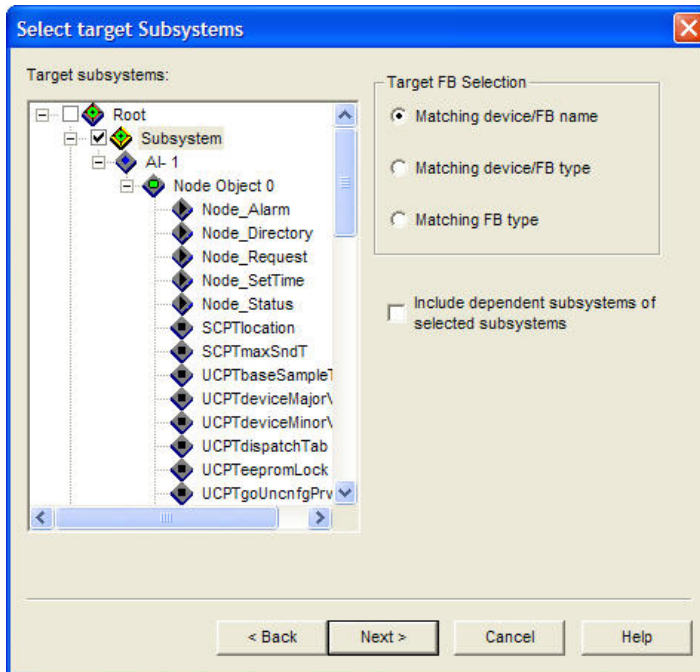 Select target Subsystems
Target subsystems:
Root
Subsystem
AI- 1
Node Object 0
Node_Alarm
Node_Directory
Node_Request
Node_SetTime
Node_Status
SCPTlocation
SCPTmaxSndT
UCPTbaseSampleT
UCPTdeviceMajorV
UCPTdeviceMinorV
UCPTdispatchTab
UCPTeepromLock
UCPTgoUncnfgPrv
Target FB Selection
Matching device/FB name
Matching device/FB type
Matching FB type
Include dependent subsystems of
selected subsystems
< Back
Next >
Cancel
Help